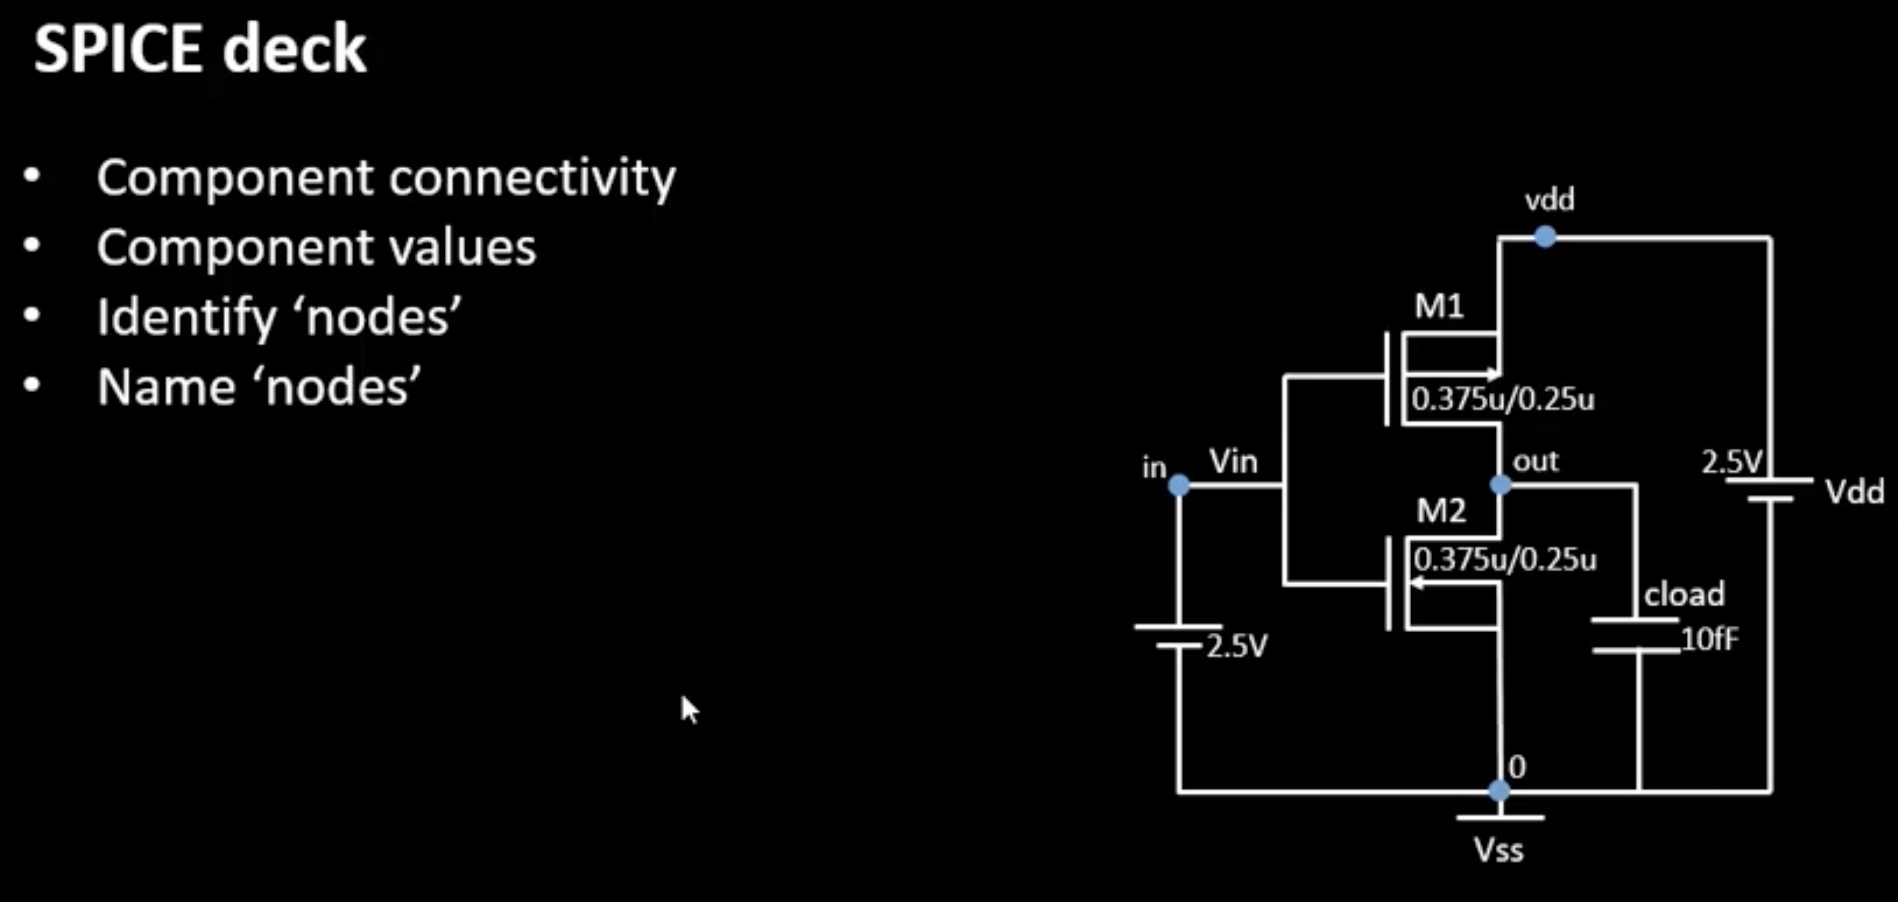 SPICE deck
• Component connectivity
• Component values
• Identify ‘nodes’
• Name ‘nodes’
vdd
M1
0.375u/0.25u
in
Vin
out
2.5V
Vdd
M2
0.375u/0.25u
cload
10fF
2.5V
0
Vss